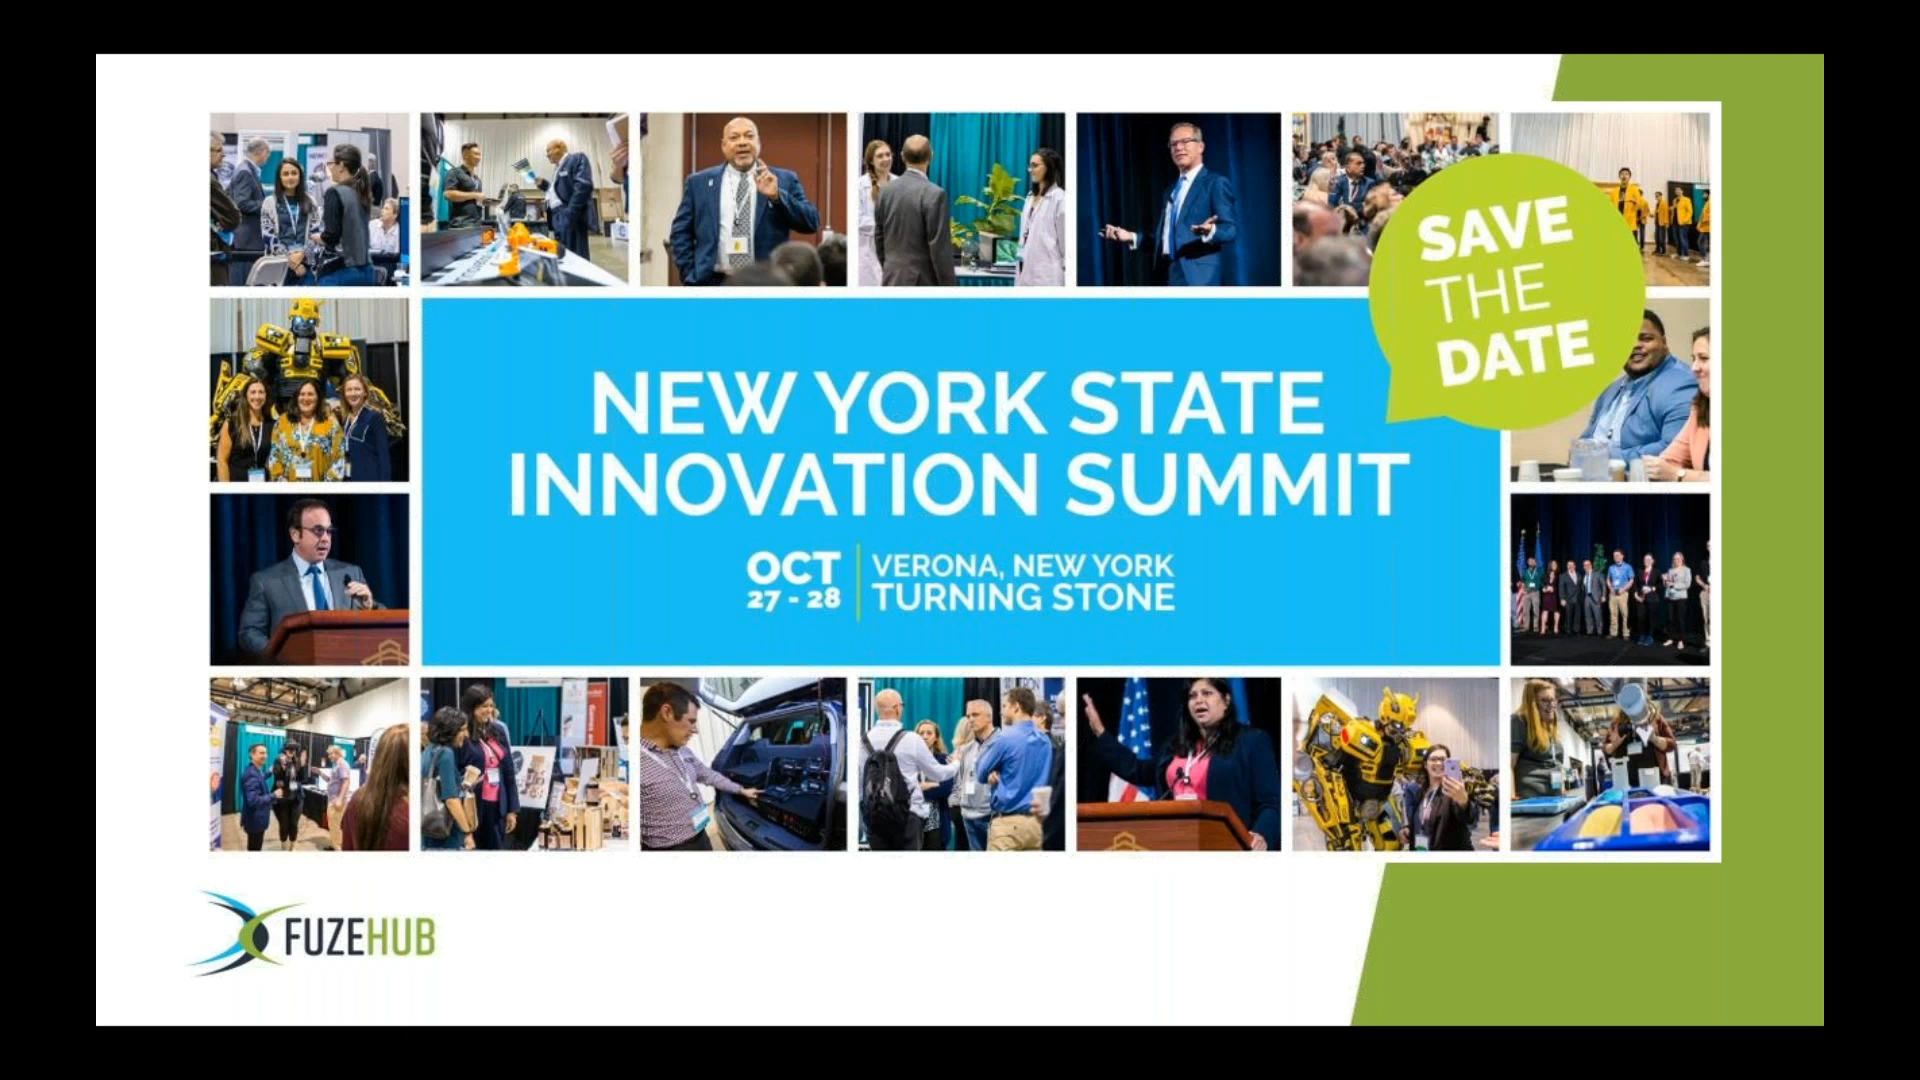 SAVE
THE
DATE
NEW YORK STATE
INNOVATION SUMMIT
OCT
27 - 28
VERONA, NEW YORK
TURNING STONE
FUZEHUB